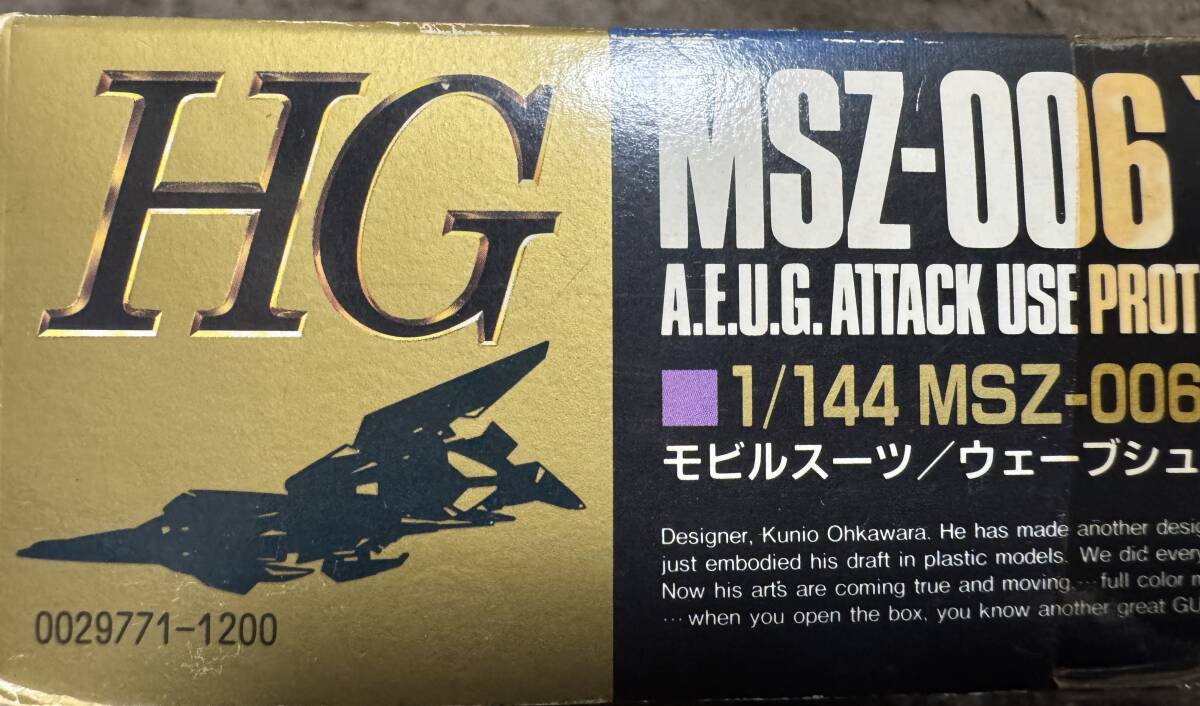 HG
0029771-1200
MSZ-006
A.E.U.G. ATTACK USE PROT
1/144 MSZ-006
モビルスーツ/ウェーブシュ
Designer, Kunio Ohkawara. He has made another desig
just embodied his draft in plastic models. We did every
Now his art's are coming true and moving.…full color m
…when you open the box, you know another great GU